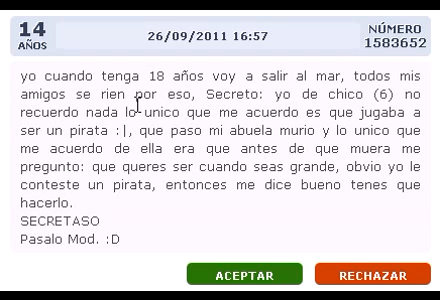 14
AÑOS
26/09/2011 16:57
NÚMERO
1583652
yo cuando tenga 18 años voy a salir al mar, todos mis
amigos se rien por eso, Secreto: yo de chico (6) no
recuerdo nada lo unico que me acuerdo es que jugaba a
ser un pirata :|, que paso mi abuela murio y lo unico que
me acuerdo de ella era que antes de que muera me
pregunto: que queres ser cuando seas grande, obvio yo le
conteste un pirata, entonces me dice bueno tenes que
hacerlo.
SECRETASO
Pasalo Mod. :D
ACEPTAR
RECHAZAR